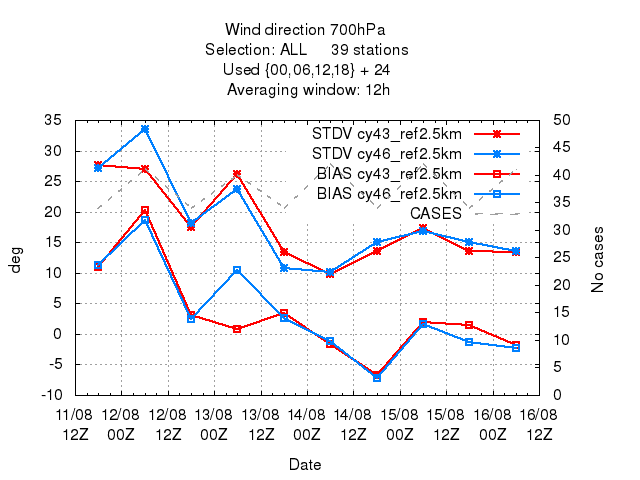 Wind direction 700hPa
Selection: ALL     39 stations
Used {00,06,12,18} + 24
Averaging window: 12h
35
30
25
20
15
10
5
0
-5
-10
deg
50
45
40
35
30
25
20
15
10
5
0
No cases
STDV cy43_ref2.5km
STDV cy46_ref2.5km
BIAS cy43_ref2.5km
BIAS cy46_ref2.5km
CASES
11/08 12/08 12/08 13/08 13/08 14/08 14/08 15/08 15/08 16/08 16/08
12Z 00Z 12Z 00Z 12Z 00Z 12Z 00Z 12Z 00Z 12Z
Date